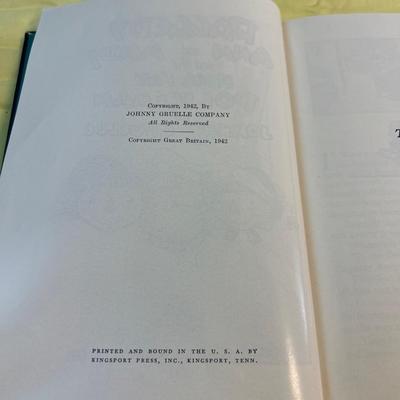 Copyright, 1942, By
JOHNNY GRUELLE COMPANY
All Rights Reserved
Copyright Great Britain, 1942
PRINTED AND BOUND IN THE U. S. A. BY
KINGSPORT PRESS, INC., KINGSPORT, TENN.
T